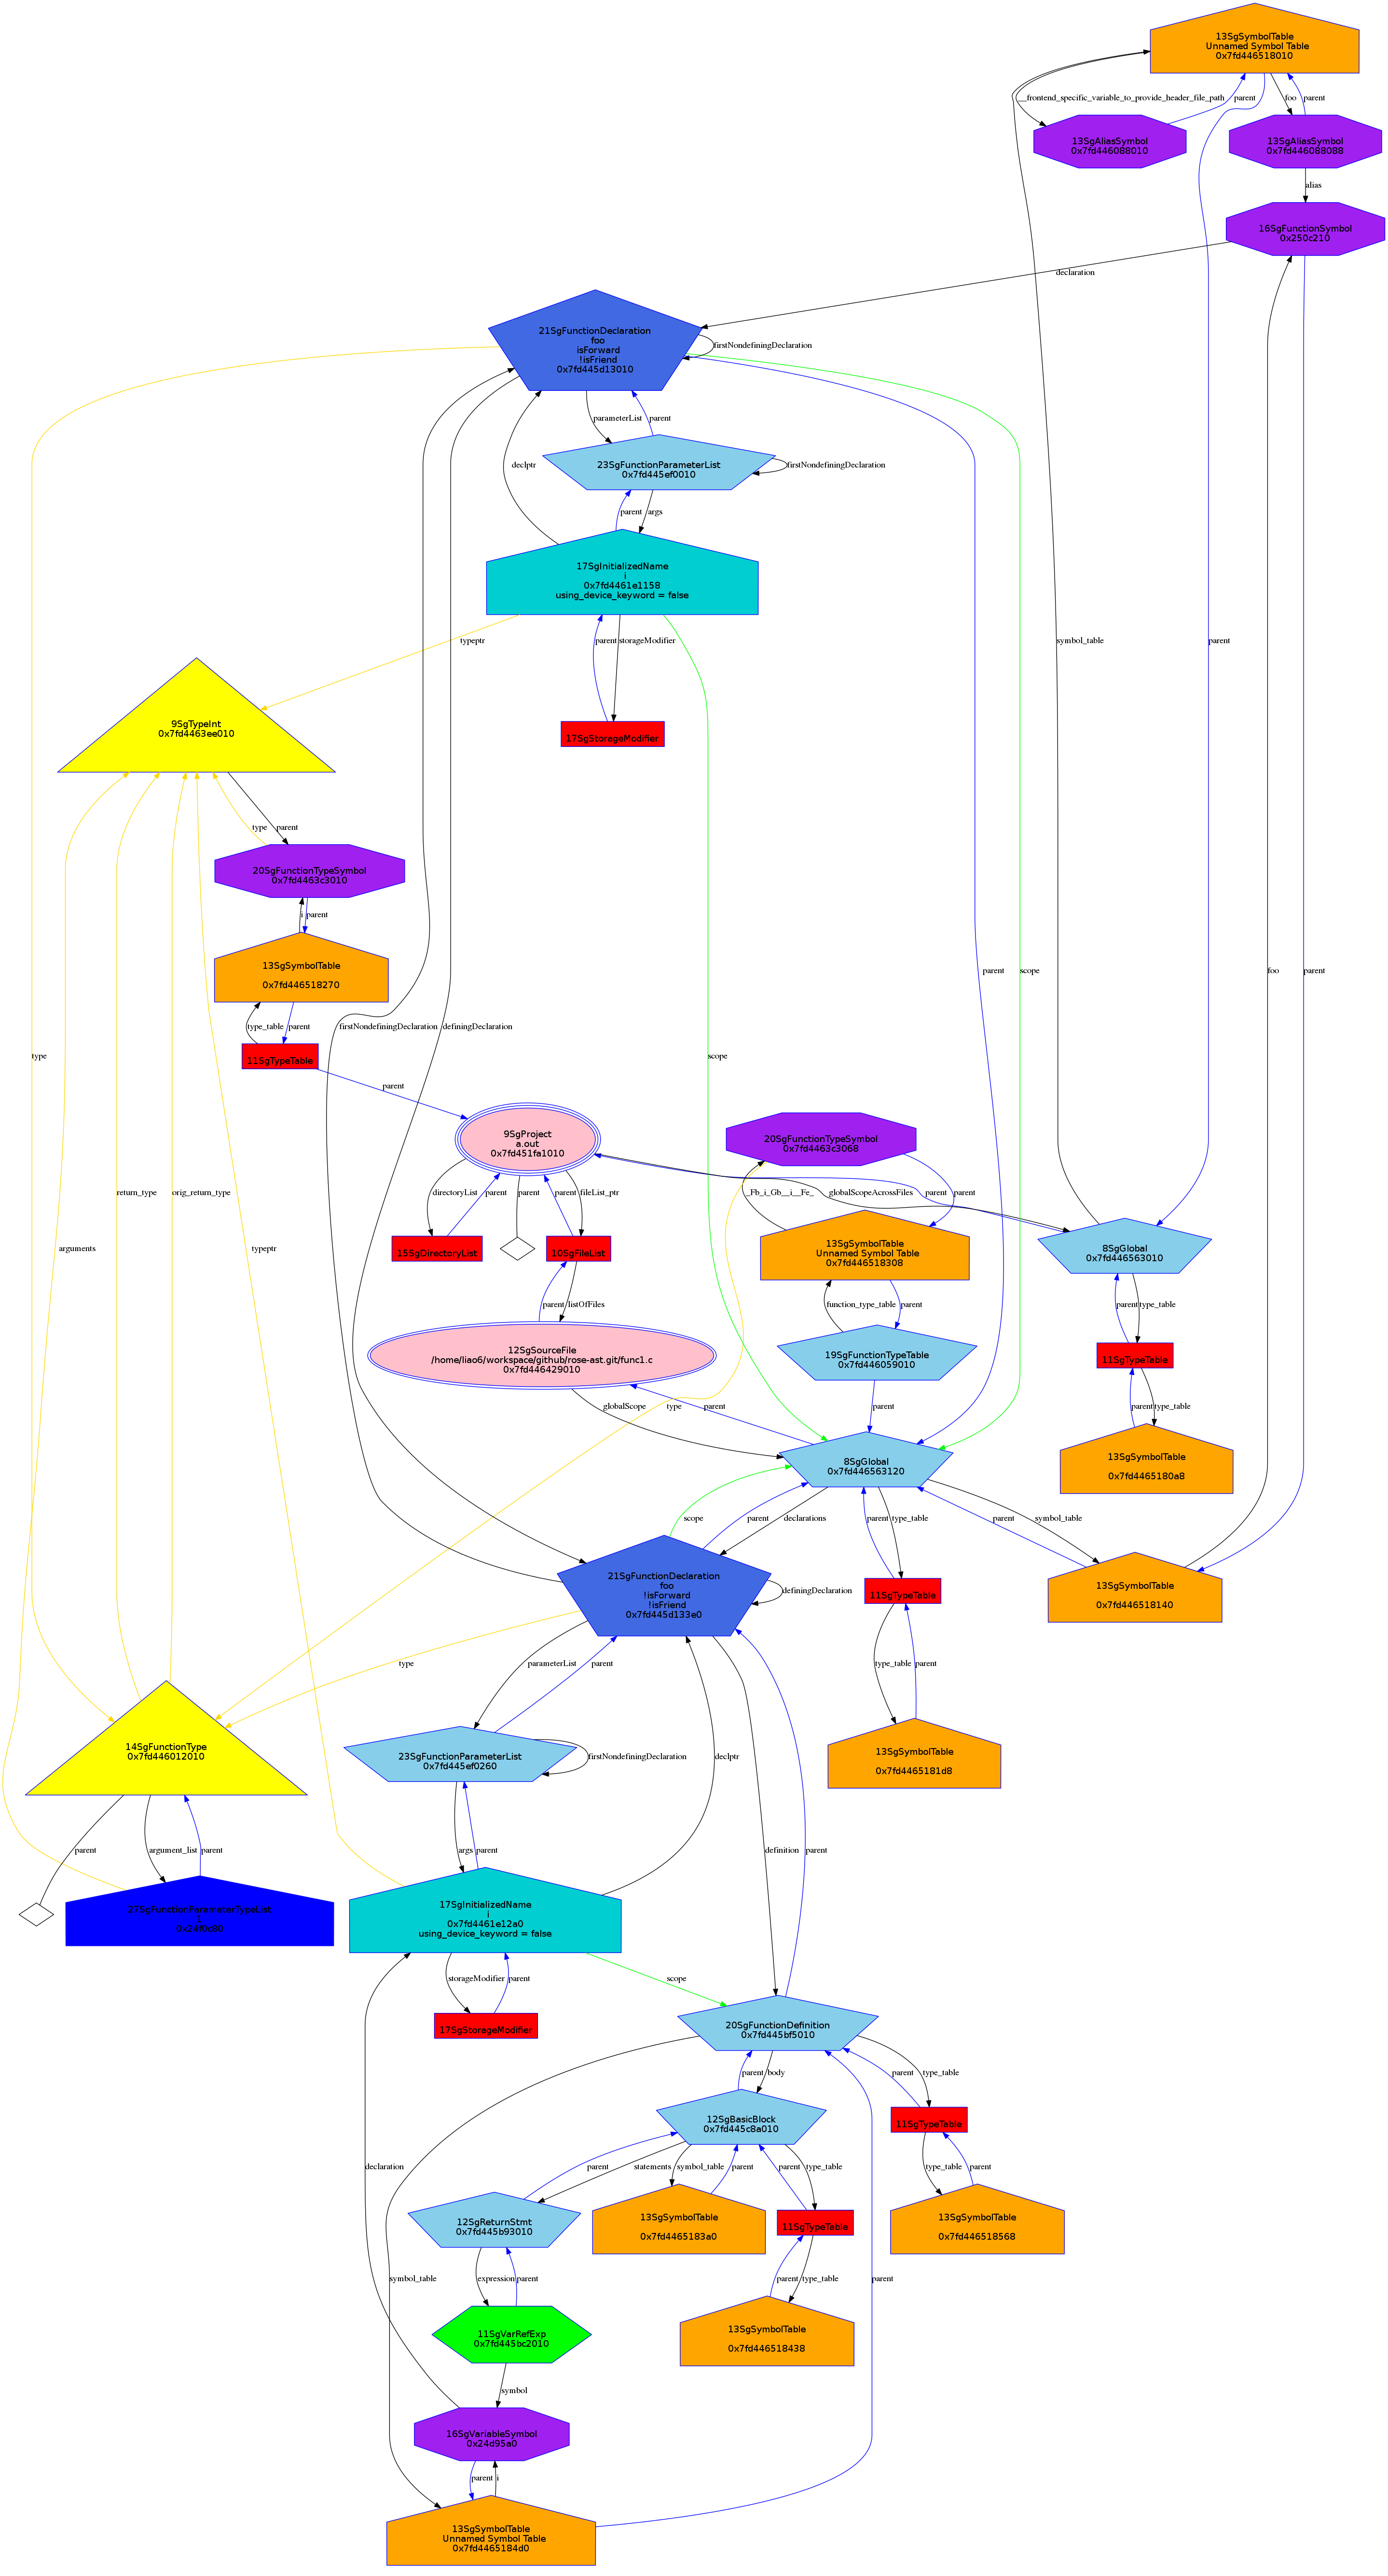 13SgSymbolTable
Unnamed Symbol Table
0x7fd446518010
__frontend_specific_variable_to_provide_header_file_path
parent
foo
parent
13SgAliasSymbol
0x7fd446088010
13SgAliasSymbol
0x7fd446088088
alias
16SgFunctionSymbol
0x250c210
declaration
21SgFunctionDeclaration
foo
isForward
!isFriend
0x7fd445d13010
firstNondefiningDeclaration
parameterList
parent
declptr
23SgFunctionParameterList
0x7fd445ef0010
firstNondefiningDeclaration
parent
args
17SgInitializedName
i
0x7fd4461e1158
using_device_keyword = false
typeptr
parent
storageModifier
symbol_table
parent
9SgTypeInt
0x7fd4463ee010
17SgStorageModifier
type
parent
20SgFunctionTypeSymbol
0x7fd4463c3010
i
parent
13SgSymbolTable
0x7fd446518270
parent
scope
foo
parent
type_table
parent
firstNondefiningDeclaration
definingDeclaration
type
scope
11SgTypeTable
parent
9SgProject
a.out
0x7fd451fa1010
20SgFunctionTypeSymbol
0x7fd4463c3068
return_type
orig_return_type
directoryList
parent
parent
parent
fileList_ptr
_Fb_i_Gb__i__Fe_
globalScopeAcrossFiles
parent
parent
arguments
typeptr
15SgDirectoryList
10SgFileList
13SgSymbolTable
Unnamed Symbol Table
0x7fd446518308
8SgGlobal
0x7fd446563010
parent
listOfFiles
function_type_table
parent
parent
type_table
12SgSourceFile
/home/liao6/workspace/github/rose-ast.git/func1.c
0x7fd446429010
19SgFunctionTypeTable
0x7fd446059010
11SgTypeTable
globalScope
type
parent
parent
parent
type_table
8SgGlobal
0x7fd446563120
13SgSymbolTable
0x7fd4465180a8
scope
parent
declarations
parent
type_table
parent
symbol_table
21SgFunctionDeclaration
foo
!isForward
!isFriend
0x7fd445d133e0
definingDeclaration
11SgTypeTable
13SgSymbolTable
0x7fd446518140
type
parameterList
parent
type_table
parent
14SgFunctionType
0x7fd446012010
23SgFunctionParameterList
0x7fd445ef0260
firstNondefiningDeclaration
declptr
13SgSymbolTable
0x7fd4465181d8
parent
argument_list
parent
args
parent
definition
parent
27SgFunctionParameterTypeList
17SgInitializedName
i
0x7fd4461e12a0
using_device_keyword = false
storageModifier
parent
scope
17SgStorageModifier
20SgFunctionDefinition
0x7fd445bf5010
parent
body
parent
type_table
12SgBasicBlock
0x7fd445c8a010
11SgTypeTable
declaration
parent
statements
symbol_table
parent
parent
type_table
type_table
parent
12SgReturnStmt
0x7fd445b93010
13SgSymbolTable
0x7fd4465183a0
11SgTypeTable
13SgSymbolTable
0x7fd446518568
symbol_table
expression
parent
parent
type_table
parent
11SgVarRefExp
0x7fd445bc2010
13SgSymbolTable
0x7fd446518438
symbol
16SgVariableSymbol
0x24d95a0
parent
i
13SgSymbolTable
Unnamed Symbol Table
0x7fd4465184d0